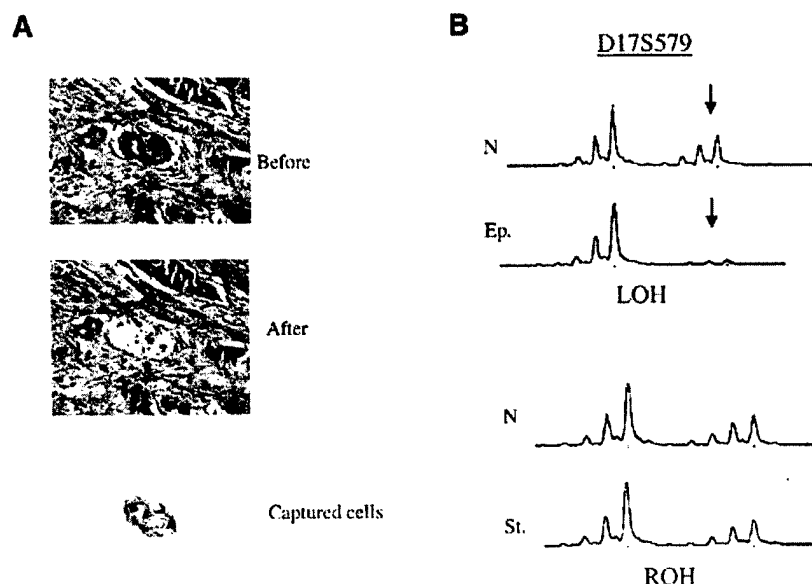 A
Before
After
Captured cells
B
D17S579
N
Ep.
LOH
N
St.
ROH